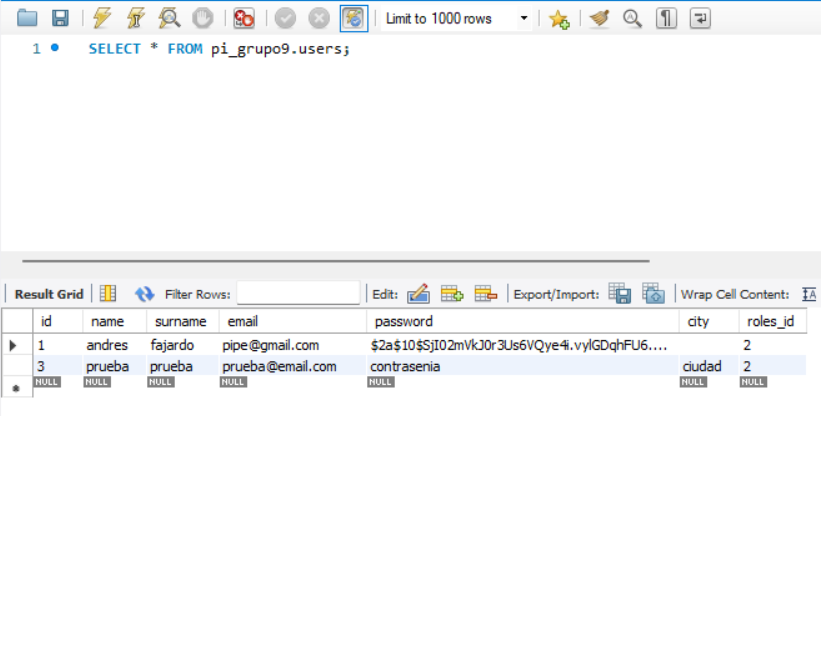 Limit to 1000 rows
1 SELECT * FROM pi_grupo9.users;
Result Grid Filter Rows: Edit: Export/Import: Wrap Cell Content: IA
id name surname email password city roles_id
1 andres fajardo pipe@gmail.com $2a$10$SjI02mVkJ0r3Us6VQye4i.vylGDqhFU6.... 2
3 prueba prueba prueba@email.com contrasenia ciudad 2
NULL NULL NULL NULL NULL NULL NULL